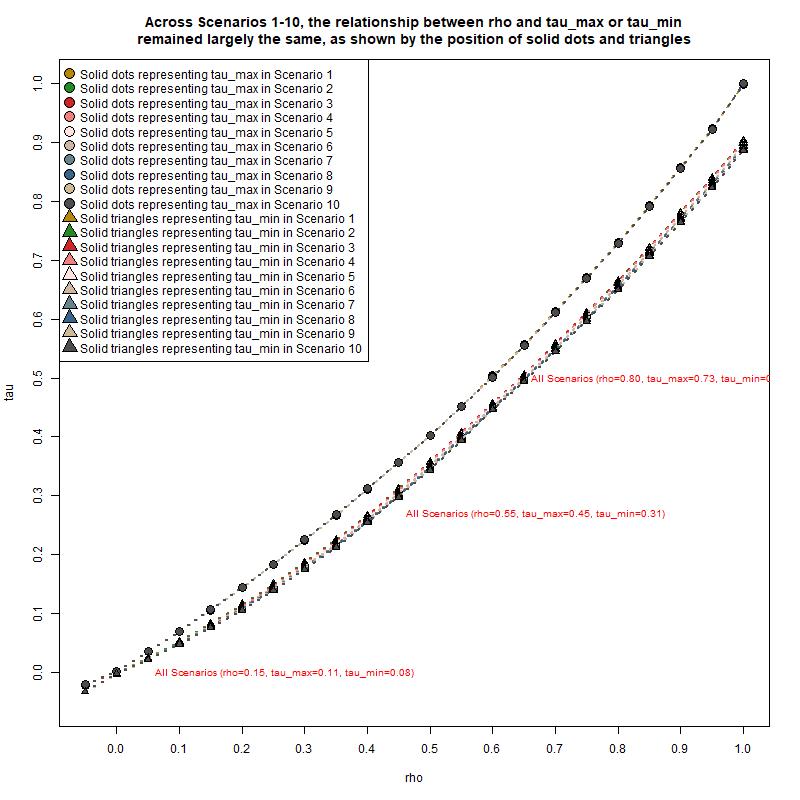 Across Scenarios 1-10, the relationship between rho and tau_max or tau_min
remained largely the same, as shown by the position of solid dots and triangles
Solid dots representing tau_max in Scenario 1
Solid dots representing tau_max in Scenario 2
Solid dots representing tau_max in Scenario 3
Solid dots representing tau_max in Scenario 4
Solid dots representing tau_max in Scenario 5
Solid dots representing tau_max in Scenario 6
Solid dots representing tau_max in Scenario 7
Solid dots representing tau_max in Scenario 8
Solid dots representing tau_max in Scenario 9
Solid dots representing tau_max in Scenario 10
Solid triangles representing tau_min in Scenario 1
Solid triangles representing tau_min in Scenario 2
Solid triangles representing tau_min in Scenario 3
Solid triangles representing tau_min in Scenario 4
Solid triangles representing tau_min in Scenario 5
Solid triangles representing tau_min in Scenario 6
Solid triangles representing tau_min in Scenario 7
Solid triangles representing tau_min in Scenario 8
Solid triangles representing tau_min in Scenario 9
Solid triangles representing tau_min in Scenario 10
1.0
0.9
0.8
0.7
0.6
0.5
0.4
0.3
0.2
0.1
0.0
tau
All Scenarios (rho=0.80, tau_max=0.73, tau_min=0
All Scenarios (rho=0.55, tau_max=0.45, tau_min=0.31)
All Scenarios (rho=0.15, tau_max=0.11, tau_min=0.08)
0.0 0.1 0.2 0.3 0.4 0.5 0.6 0.7 0.8 0.9 1.0
rho